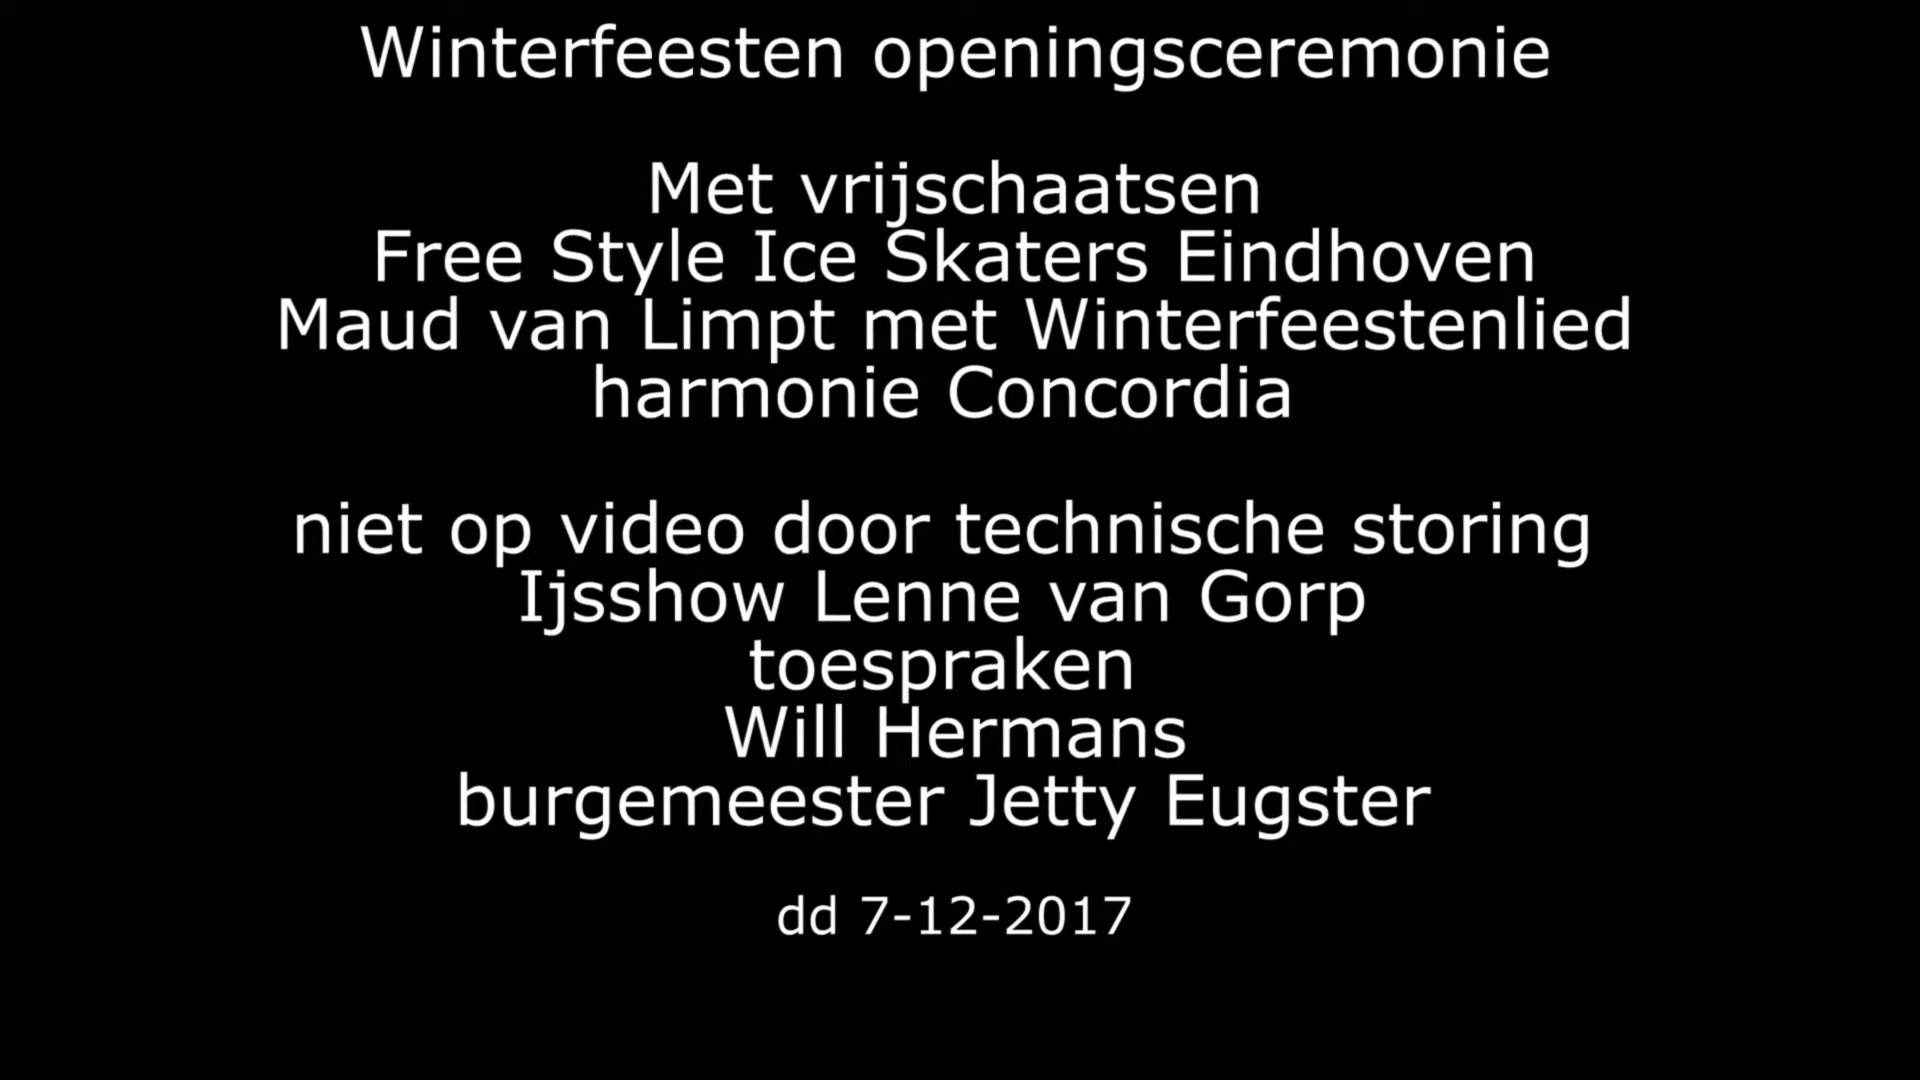 Winterfeesten openingsceremonie
Met vrijschaatsen
Free Style Ice Skaters Eindhoven
Maud van Limpt met Winterfeestenlied
harmonie Concordia
niet op video door technische storing
Ijsshow Lenne van Gorp
toespraken
Will Hermans
burgemeester Jetty Eugster
dd 7-12-2017